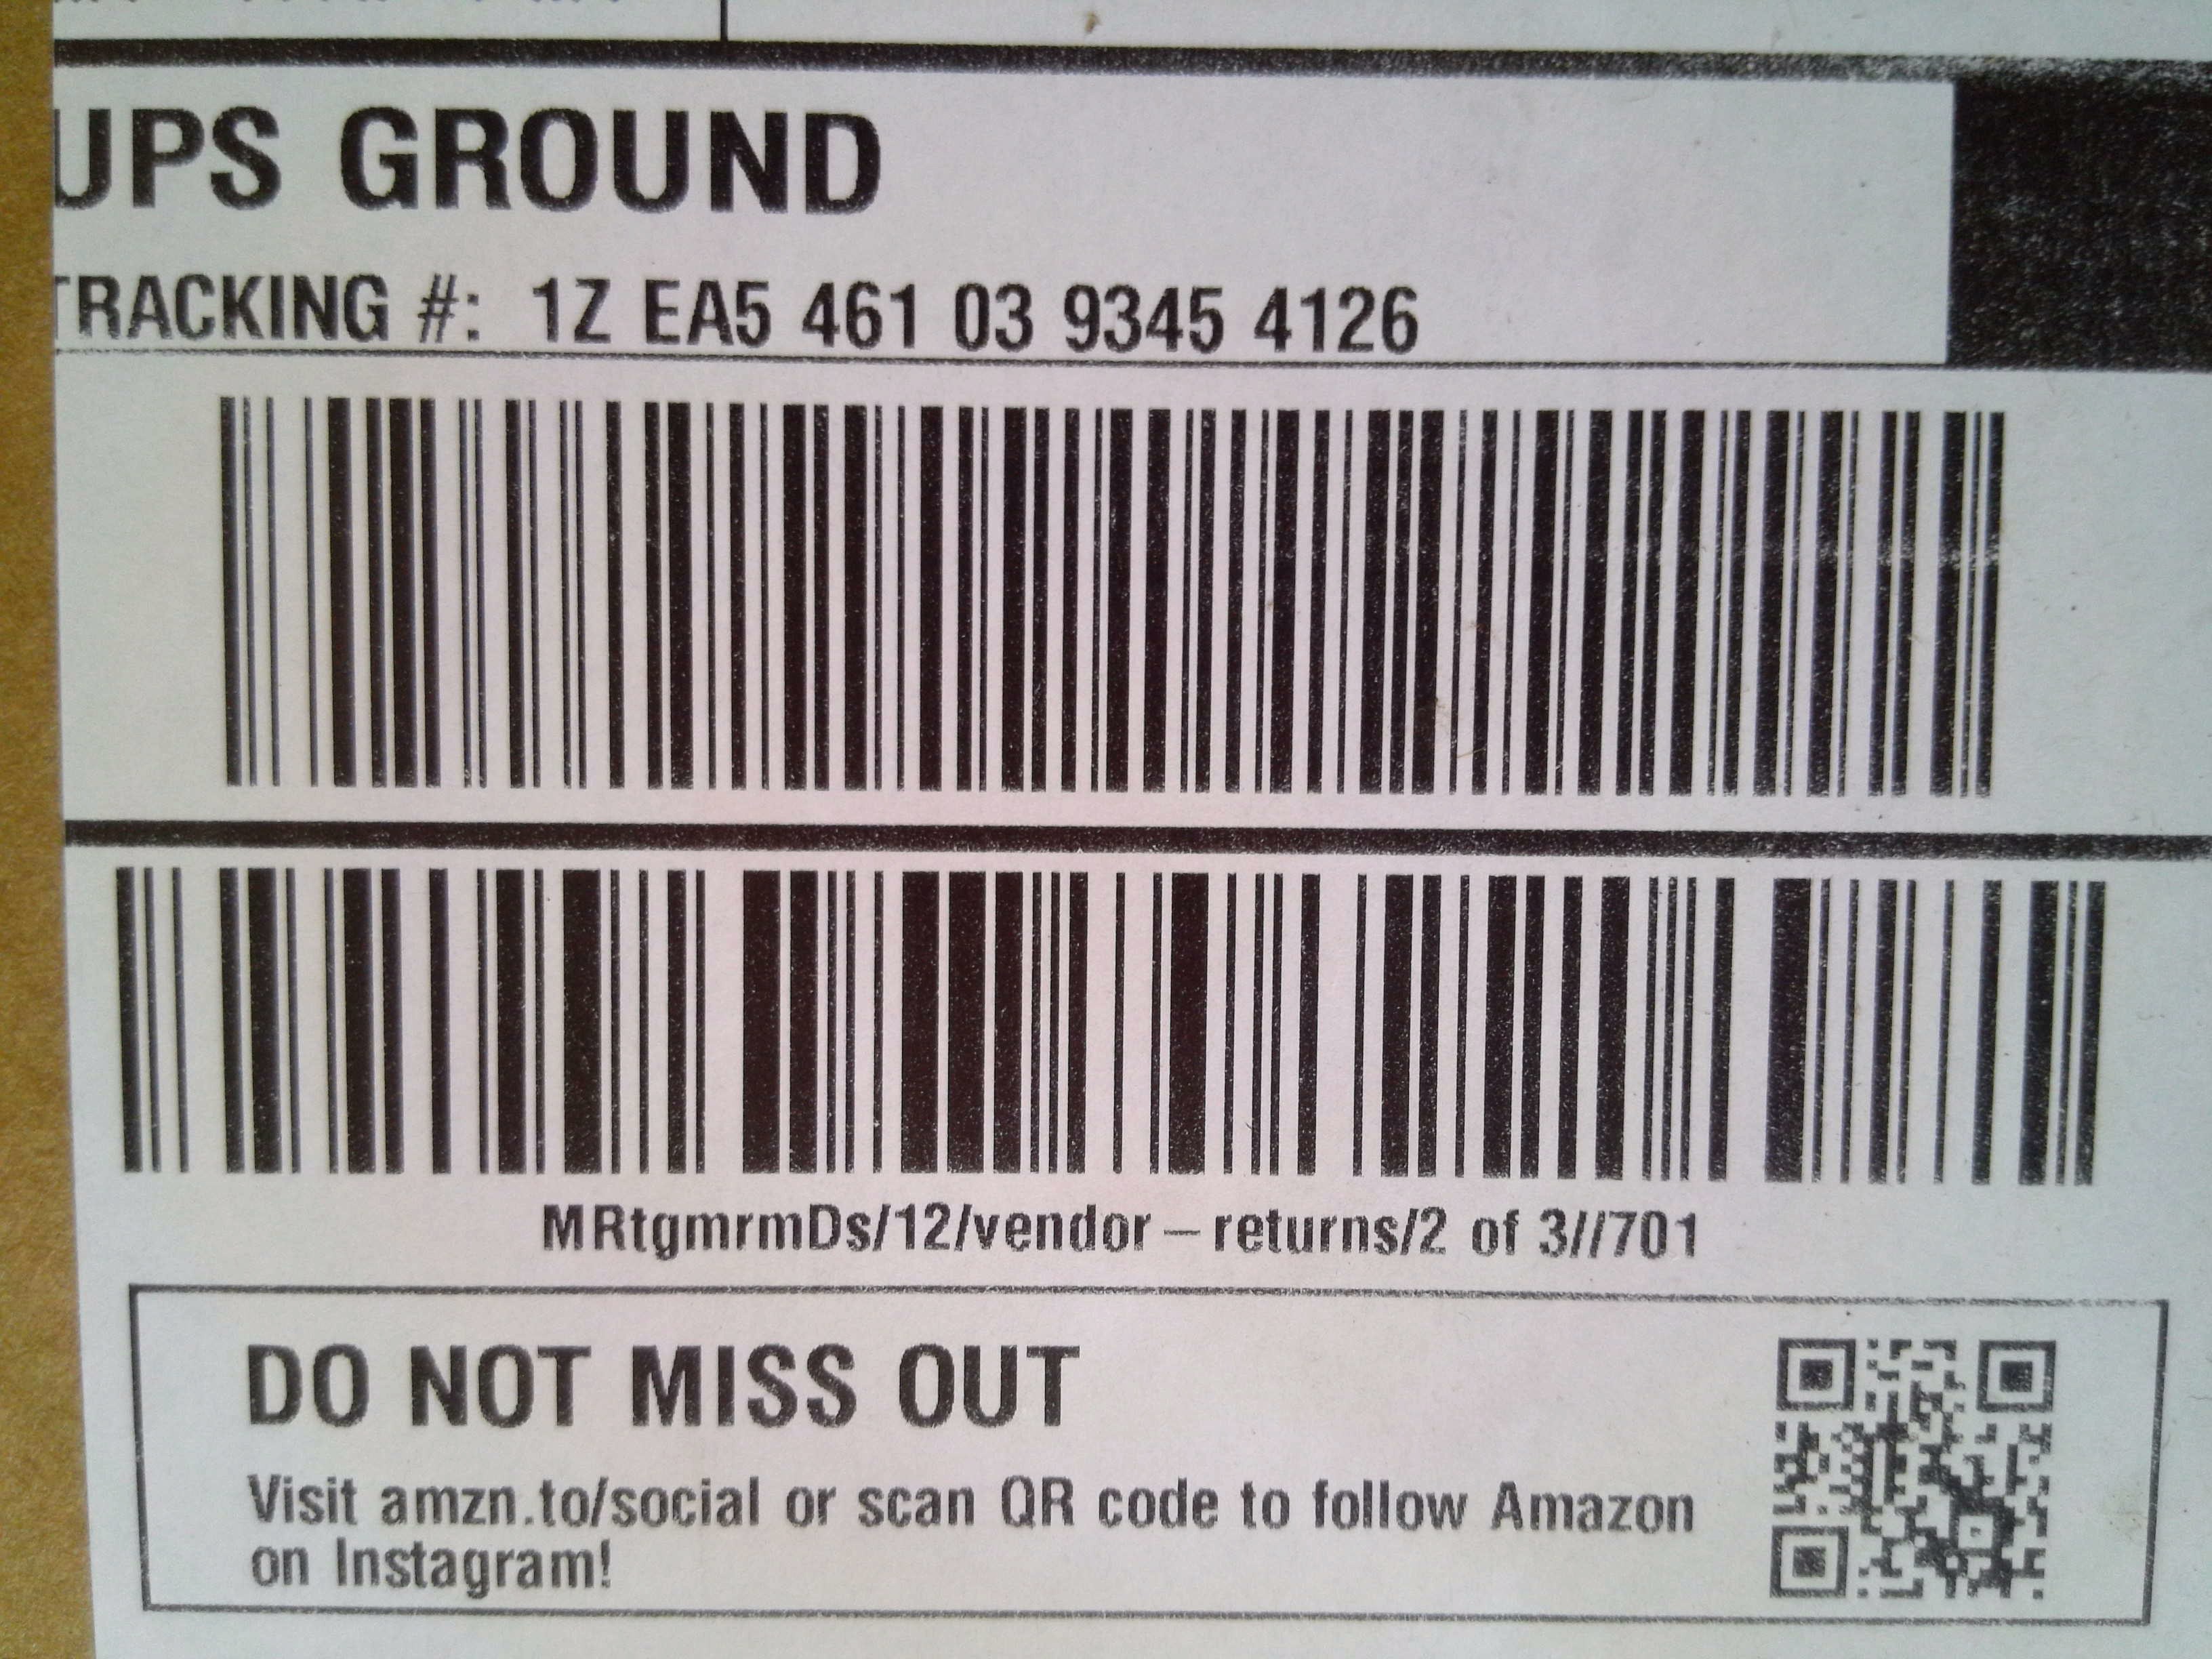 UPS GROUND
TRACKING #: 1Z EA5 461 03 9345 4126
MRtgmrmDs/12/vendor – returns/2 of 3//701
DO NOT MISS OUT
Visit amzn.to/social or scan QR code to follow Amazon
on Instagram!